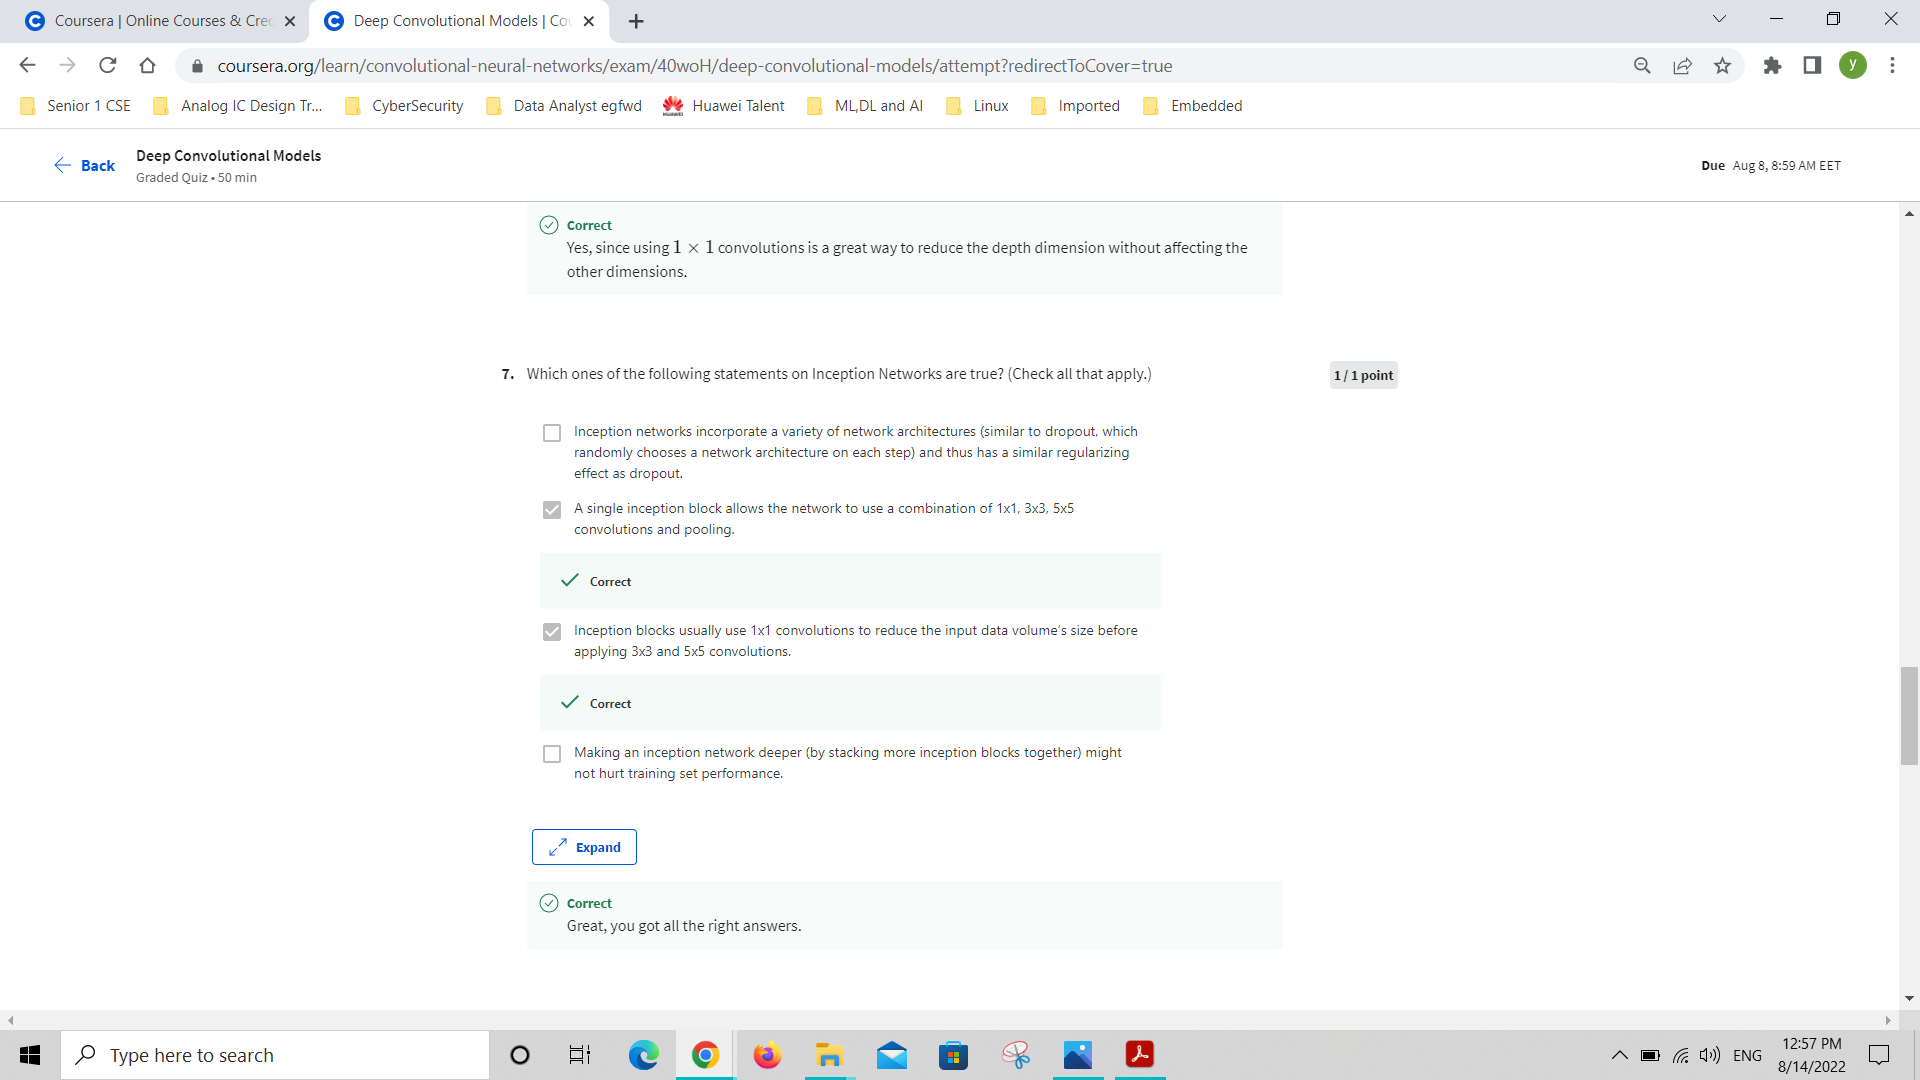 Coursera | Online Courses & Cre
Deep Convolutional Models | Co
coursera.org/learn/convolutional-neural-networks/exam/40woH/deep-convolutional-models/attempt?redirectToCover=true
y
Senior 1 CSE
Analog IC Design Tr...
CyberSecurity
Data Analyst egfwd
Huawei Talent
ML,DL and AI
Linux
Imported
Embedded
Back
Deep Convolutional Models
Graded Quiz • 50 min
Due Aug 8, 8:59 AM EET
Correct
Yes, since using 1 × 1 convolutions is a great way to reduce the depth dimension without affecting the
other dimensions.
7. Which ones of the following statements on Inception Networks are true? (Check all that apply.)
1 / 1 point
Inception networks incorporate a variety of network architectures (similar to dropout, which
randomly chooses a network architecture on each step) and thus has a similar regularizing
effect as dropout.
A single inception block allows the network to use a combination of 1x1, 3x3, 5x5
convolutions and pooling.
Correct
Inception blocks usually use 1x1 convolutions to reduce the input data volume's size before
applying 3x3 and 5x5 convolutions.
Correct
Making an inception network deeper (by stacking more inception blocks together) might
not hurt training set performance.
Expand
Correct
Great, you got all the right answers.
Type here to search
ENG
12:57 PM
8/14/2022